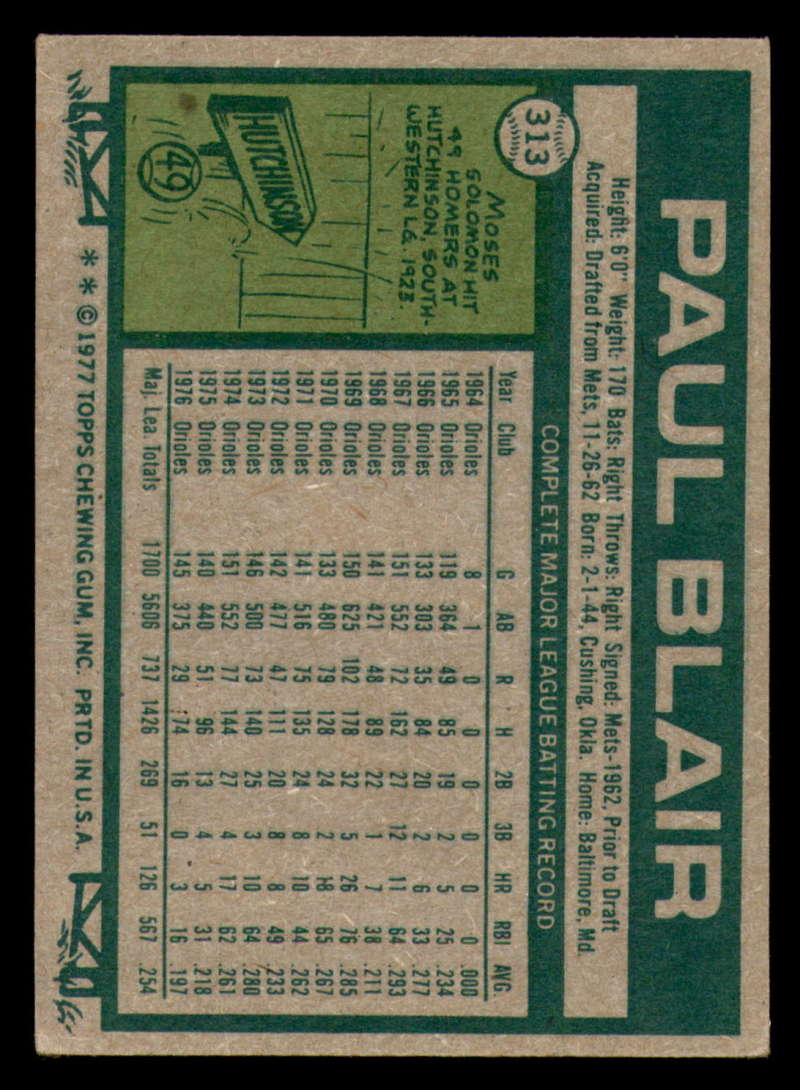 PAUL BLAIR
Height: 6'0" Weight: 170 Bats: Right Throws: Right Signed: Mets-1962, Prior to Draft
Acquired: Drafted from Mets, 11-26-62 Born: 2-1-44, Cushing, Okla. Home: Baltimore, Md.
313
MOSES
SOLOMON HIT
49 HOMERS AT
HUTCHINSON, SOUTH-
WESTERN LG. 1923.
HUTCHINSON
49
COMPLETE MAJOR LEAGUE BATTING RECORD
Year Club G AB R H 2B 3B HR RBI AVG.
1964 Orioles 8 1 0 0 0 0 0 0 .000
1965 Orioles 119 364 49 85 19 2 5 25 .234
1966 Orioles 133 303 35 84 20 2 6 33 .277
1967 Orioles 151 552 72 162 27 12 11 64 .293
1968 Orioles 141 421 48 89 22 1 7 38 .211
1969 Orioles 150 625 102 178 32 5 26 76 .285
1970 Orioles 133 480 79 128 24 2 18 65 .267
1971 Orioles 141 516 75 135 24 8 10 44 .262
1972 Orioles 142 477 47 111 20 8 8 49 .233
1973 Orioles 146 500 73 140 25 3 10 64 .280
1974 Orioles 151 552 77 144 27 4 17 62 .261
1975 Orioles 140 440 51 96 13 4 5 31 .218
1976 Orioles 145 375 29 74 16 0 3 16 .197
Maj. Lea Totals 1700 5606 737 1426 269 51 126 567 .254
* * © 1977 TOPPS CHEWING GUM, INC. PRTD. IN U.S.A.